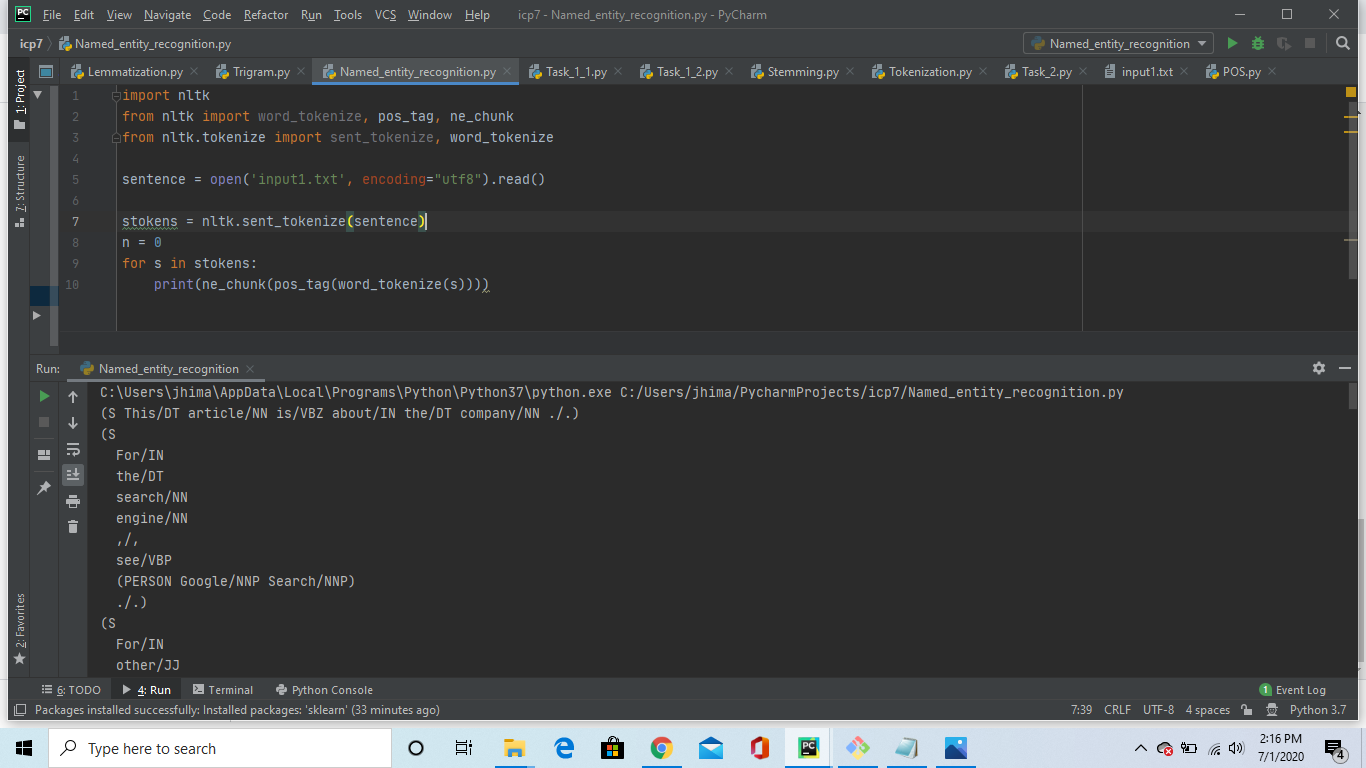 File Edit View Navigate Code Refactor Run Tools VCS Window Help icp7 - Named_entity_recognition.py - PyCharm
icp7 Named_entity_recognition.py Named_entity_recognition
Lemmatization.py Trigram.py Named_entity_recognition.py Task_1_1.py Task_1_2.py Stemming.py Tokenization.py Task_2.py input1.txt POS.py
1: Project
7: Structure
2: Favorites
1 import nltk
2 from nltk import word_tokenize, pos_tag, ne_chunk
3 from nltk.tokenize import sent_tokenize, word_tokenize
4
5 sentence = open('input1.txt', encoding="utf8").read()
6
7 stokens = nltk.sent_tokenize(sentence)
8 n = 0
9 for s in stokens:
10 print(ne_chunk(pos_tag(word_tokenize(s))))
Run: Named_entity_recognition
C:\Users\jhima\AppData\Local\Programs\Python\Python37\python.exe C:/Users/jhima/PycharmProjects/icp7/Named_entity_recognition.py
(S This/DT article/NN is/VBZ about/IN the/DT company/NN ./.)
(S
For/IN
the/DT
search/NN
engine/NN
,/,
see/VBP
(PERSON Google/NNP Search/NNP)
./.)
(S
For/IN
other/JJ
6: TODO 4: Run Terminal Python Console 1 Event Log
Packages installed successfully: Installed packages: 'sklearn' (33 minutes ago) 7:39 CRLF UTF-8 4 spaces Python 3.7
Type here to search
2:16 PM
7/1/2020
4